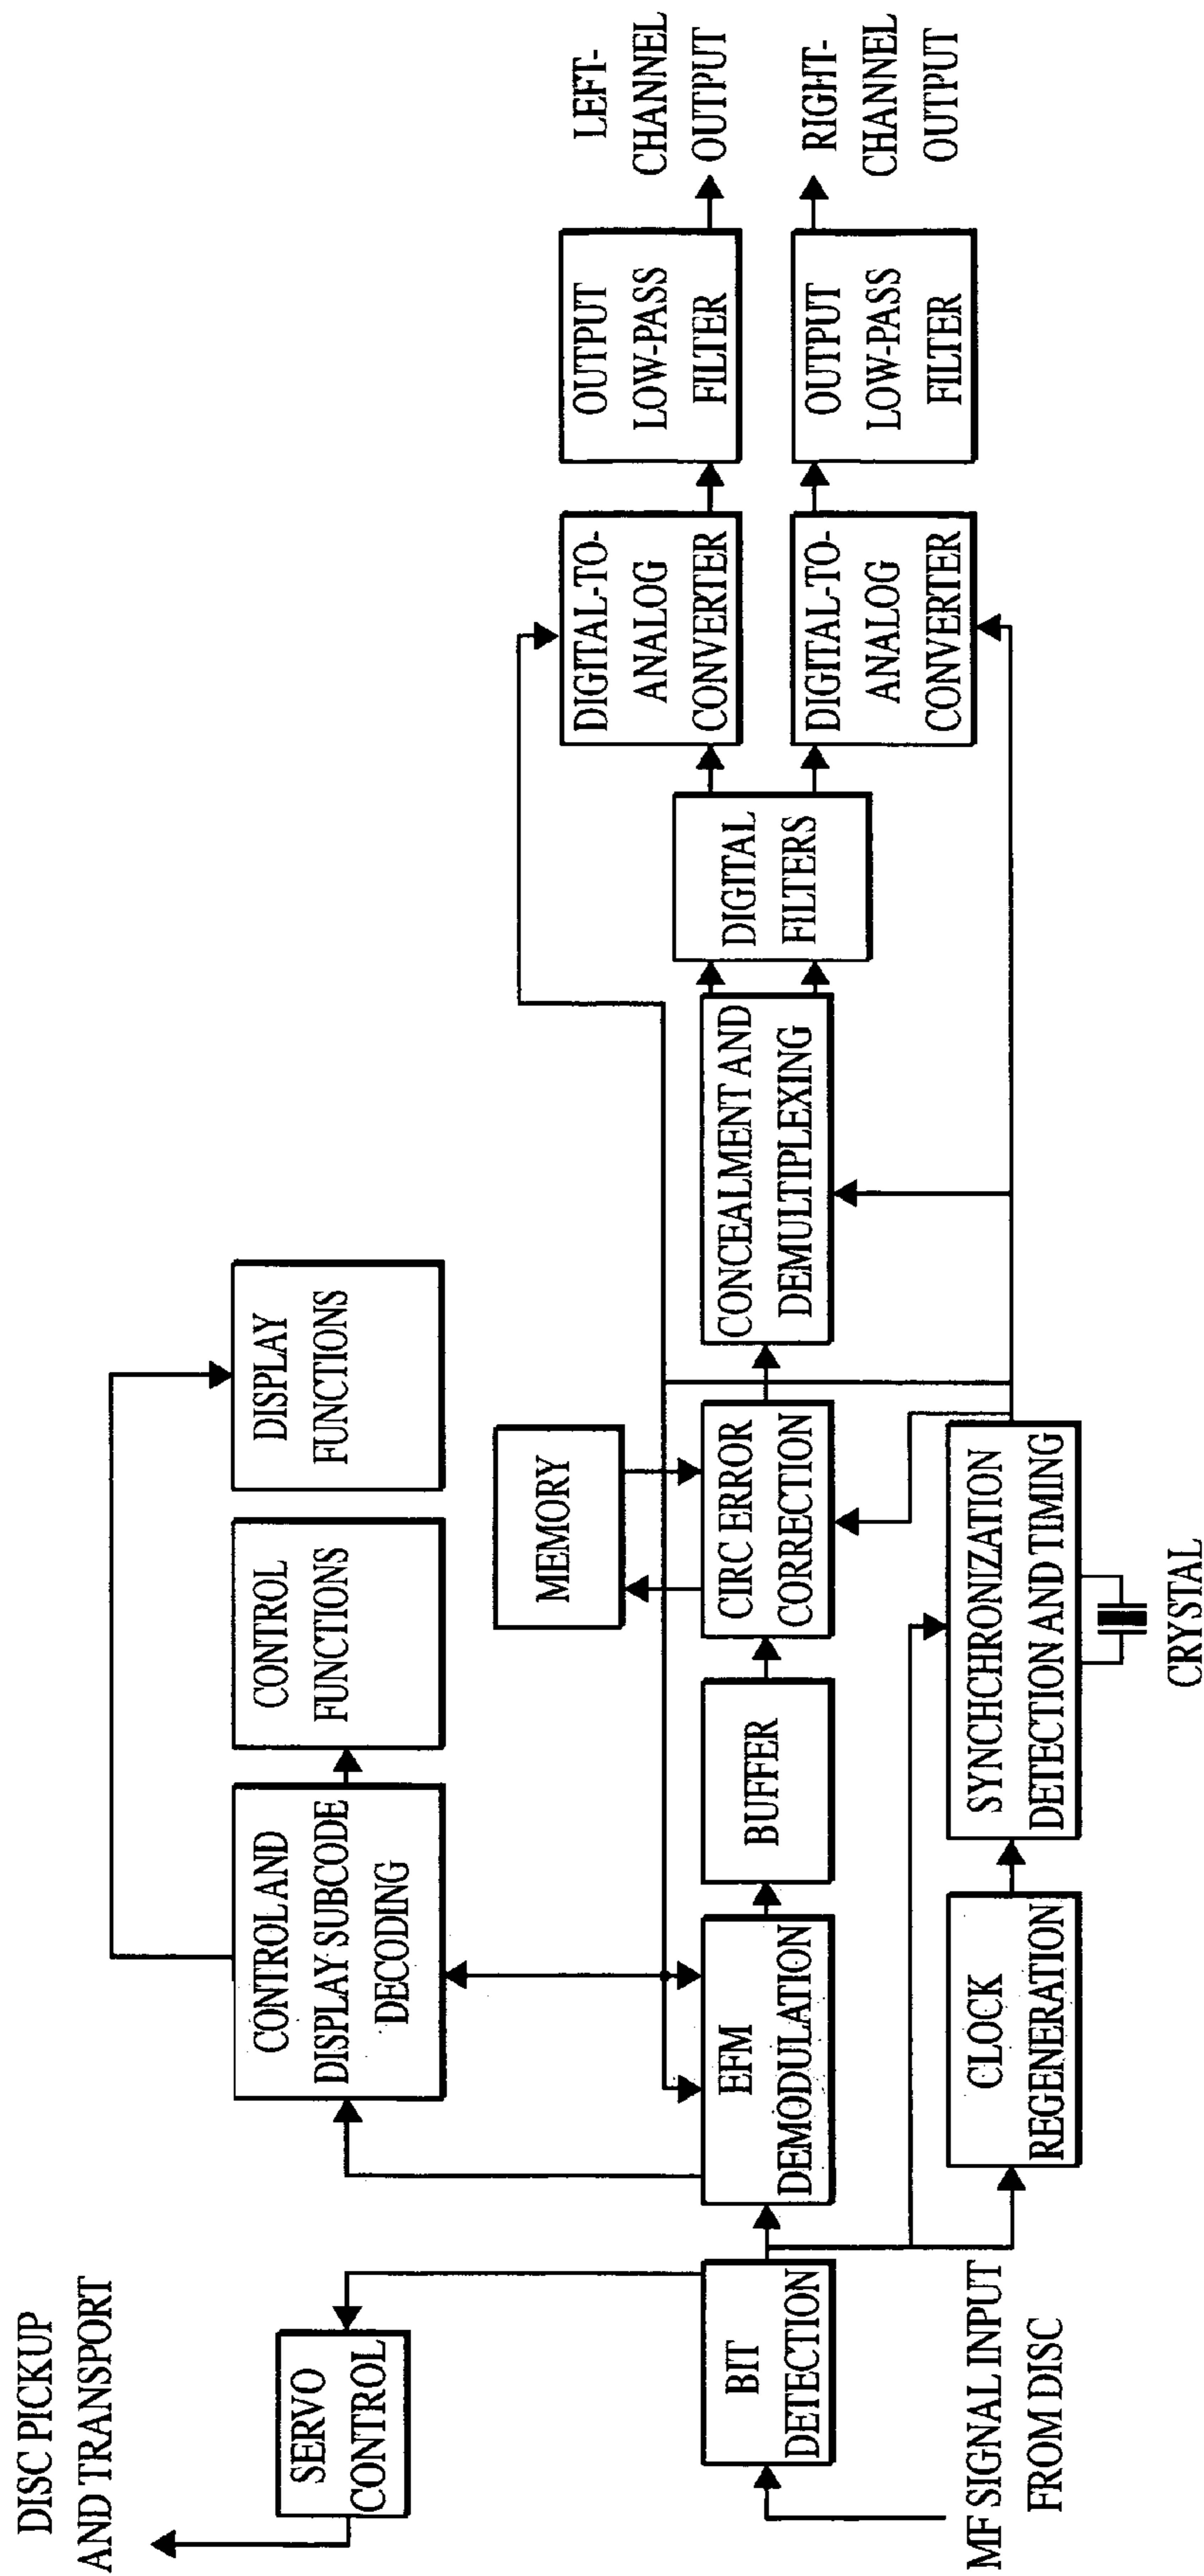 DISC PICKUP
AND TRANSPORT
SERVO
CONTROL
CONTROL AND
DISPLAY SUBCODE
DECODING
CONTROL
FUNCTIONS
DISPLAY
FUNCTIONS
MEMORY
BIT
DETECTION
EFM
DEMODULATION
BUFFER
CIRC ERROR
CORRECTION
CONCEALMENT AND
DEMULTIPLEXING
DIGITAL
FILTERS
DIGITAL-TO-
ANALOG
CONVERTER
OUTPUT
LOW-PASS
FILTER
LEFT-
CHANNEL
OUTPUT
DIGITAL-TO-
ANALOG
CONVERTER
OUTPUT
LOW-PASS
FILTER
RIGHT-
CHANNEL
OUTPUT
MF SIGNAL INPUT
FROM DISC
CLOCK
REGENERATION
SYNCHCHRONIZATION
DETECTION AND TIMING
CRYSTAL